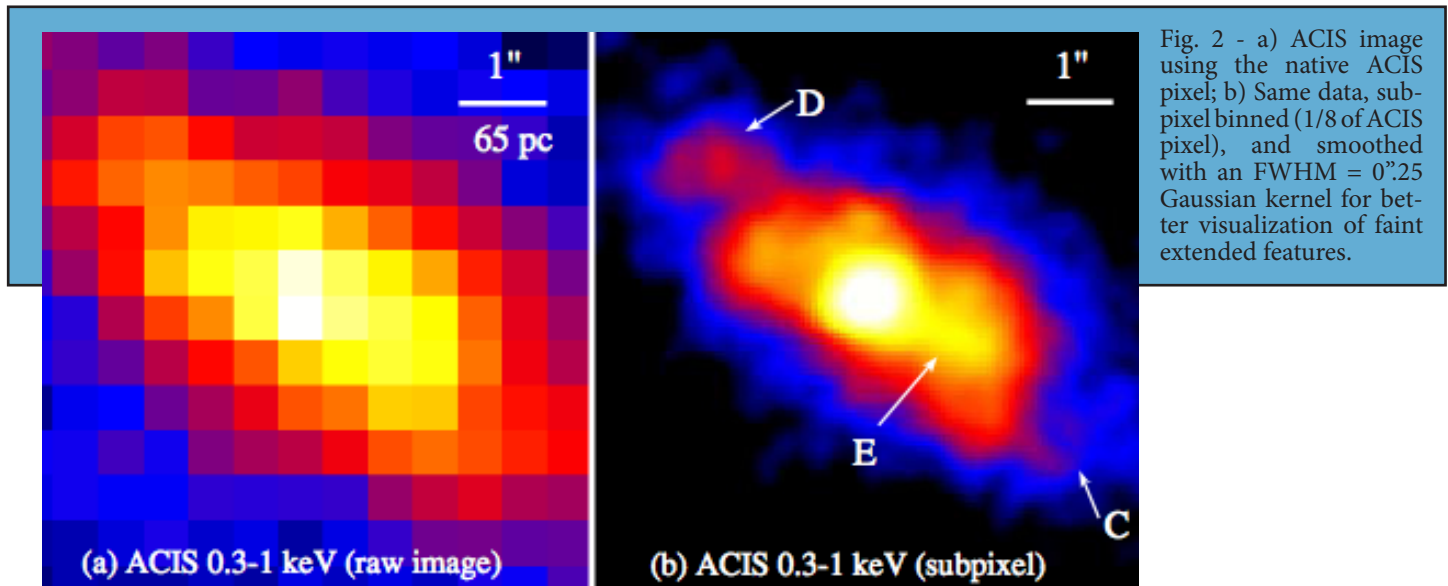 1"
65 pc
(a) ACIS 0.3-1 keV (raw image)
1"
D
E
C
(b) ACIS 0.3-1 keV (subpixel)
Fig. 2 - a) ACIS image
using the native ACIS
pixel; b) Same data, sub-
pixel binned (1/8 of ACIS
pixel), and smoothed
with an FWHM = 0".25
Gaussian kernel for bet-
ter visualization of faint
extended features.